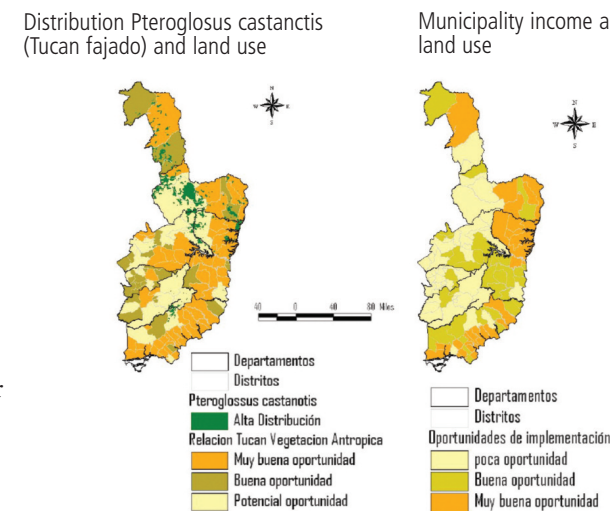 Distribution Pteroglosus castanctis
(Tucan fajado) and land use
N
W E
S
40 0 40 80 Miles
Departamentos
Distritos
Pteroglossus castanotis
Alta Distribución
Relacion Tucan Vegetacion Antropica
Muy buena oportunidad
Buena oportunidad
Potencial oportunidad
Municipality income a
land use
N
W E
S
Departamentos
Distritos
Oportunidades de implementación
poca oportunidad
Buena oportunidad
Muy buena oportunidad